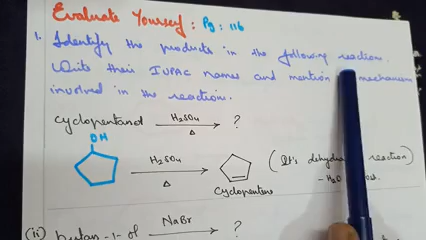 Evaluate Yourself : Pg : 116
1. Identify the products in the following reaction.
Write their IUPAC names and mention mechanism
involved in the reaction.
cyclopentanol H₂SO₄ Δ → ?
OH
H₂SO₄ Δ → (It's reaction)
- H₂O
cyclopentene
(ii) butan-1-ol NaBr → ?